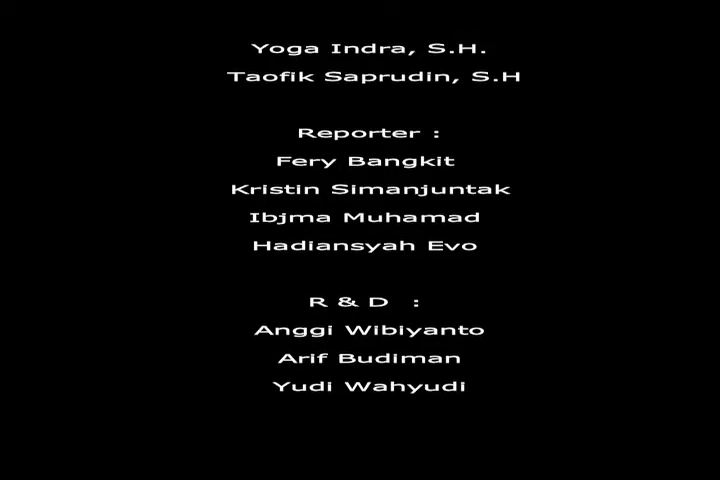 Yoga Indra, S.H.
Taofik Saprudin, S.H
Reporter :
Fery Bangkit
Kristin Simanjuntak
Ibjma Muhamad
Hadiansyah Evo
R & D :
Anggi Wibiyanto
Arif Budiman
Yudi Wahyudi